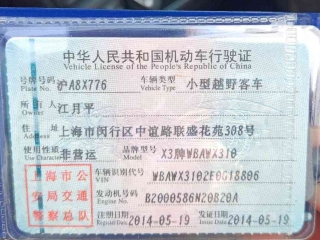 中华人民共和国机动车行驶证
Vehicle License of the People's Republic of China
号牌号码 沪A8X776 车辆类型 小型越野客车
Plate No. Vehicle Type
所有人 江月平
Owner
住址 上海市闵行区中谊路联盛花苑308号
使用性质 非营运 品牌型号 X3牌WBAWX310
Use Character
上海市公 车辆识别代号 WBAWX3102E0G18806
VIN
安局交通 发动机号码 B2000586N20B20A
Engine No.
警察总队 注册日期 2014-05-19 发证日期 2014-05-19
Register Date Issue Date